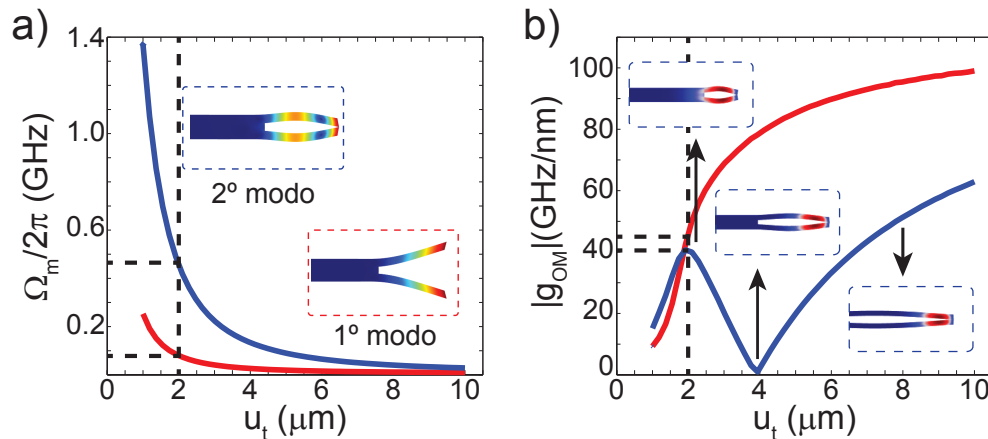 a)
Ω_m/2π (GHz)
1.4
1.0
0.6
0.2
2º modo
1º modo
0 2 4 6 8 10
u_t (μm)
b)
|g_OM|(GHz/nm)
100
80
60
40
20
0
0 2 4 6 8 10
u_t (μm)